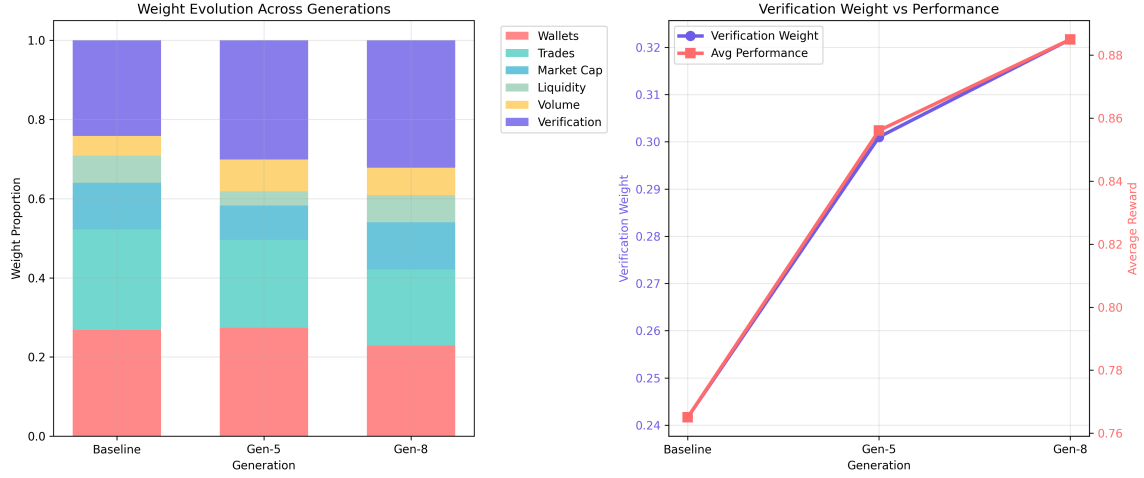 Weight Evolution Across Generations
Weight Proportion
1.0
0.8
0.6
0.4
0.2
0.0
Baseline
Gen-5
Gen-8
Generation
Wallets
Trades
Market Cap
Liquidity
Volume
Verification
Verification Weight vs Performance
Verification Weight
Avg Performance
Verification Weight
0.32
0.31
0.30
0.29
0.28
0.27
0.26
0.25
0.24
Baseline
Gen-5
Gen-8
Generation
0.88
0.86
0.84
0.82
0.80
0.78
0.76
Average Reward